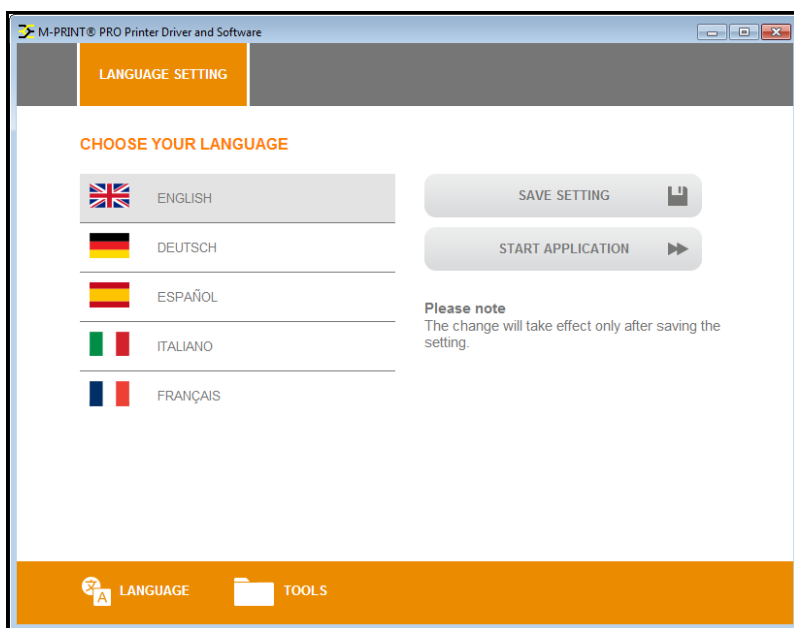 M-PRINT® PRO Printer Driver and Software
LANGUAGE SETTING
CHOOSE YOUR LANGUAGE
ENGLISH
DEUTSCH
ESPAÑOL
ITALIANO
FRANÇAIS
SAVE SETTING
START APPLICATION
Please note
The change will take effect only after saving the
setting.
LANGUAGE
TOOLS